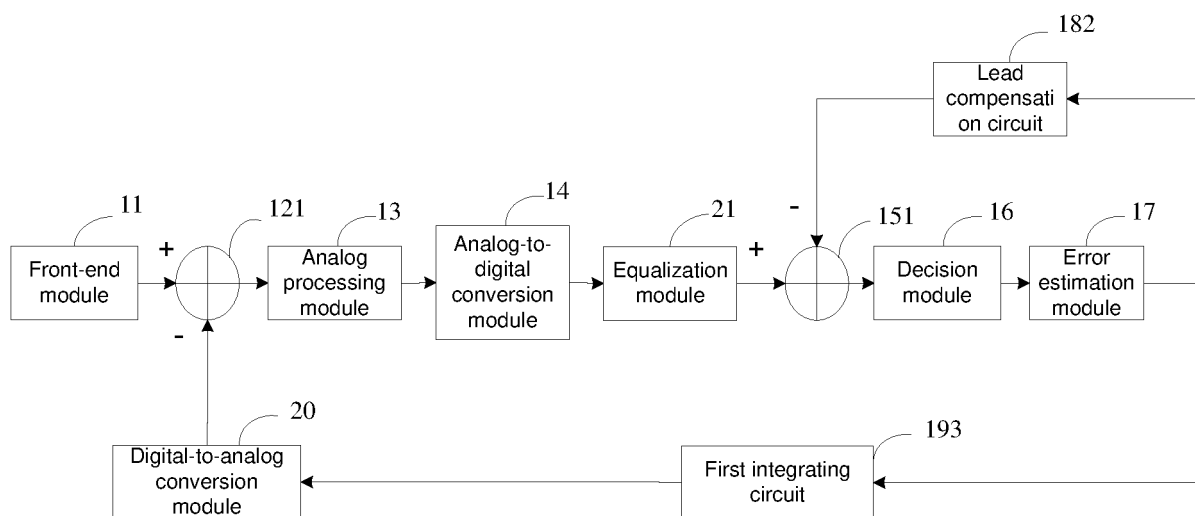 182
Lead
compensati
on circuit
-
11
121
13
14
21
151
16
17
+
+
Front-end
module
Analog
processing
module
Analog-to-
digital
conversion
module
Equalization
module
Decision
module
Error
estimation
module
-
20
193
Digital-to-analog
conversion
module
First integrating
circuit